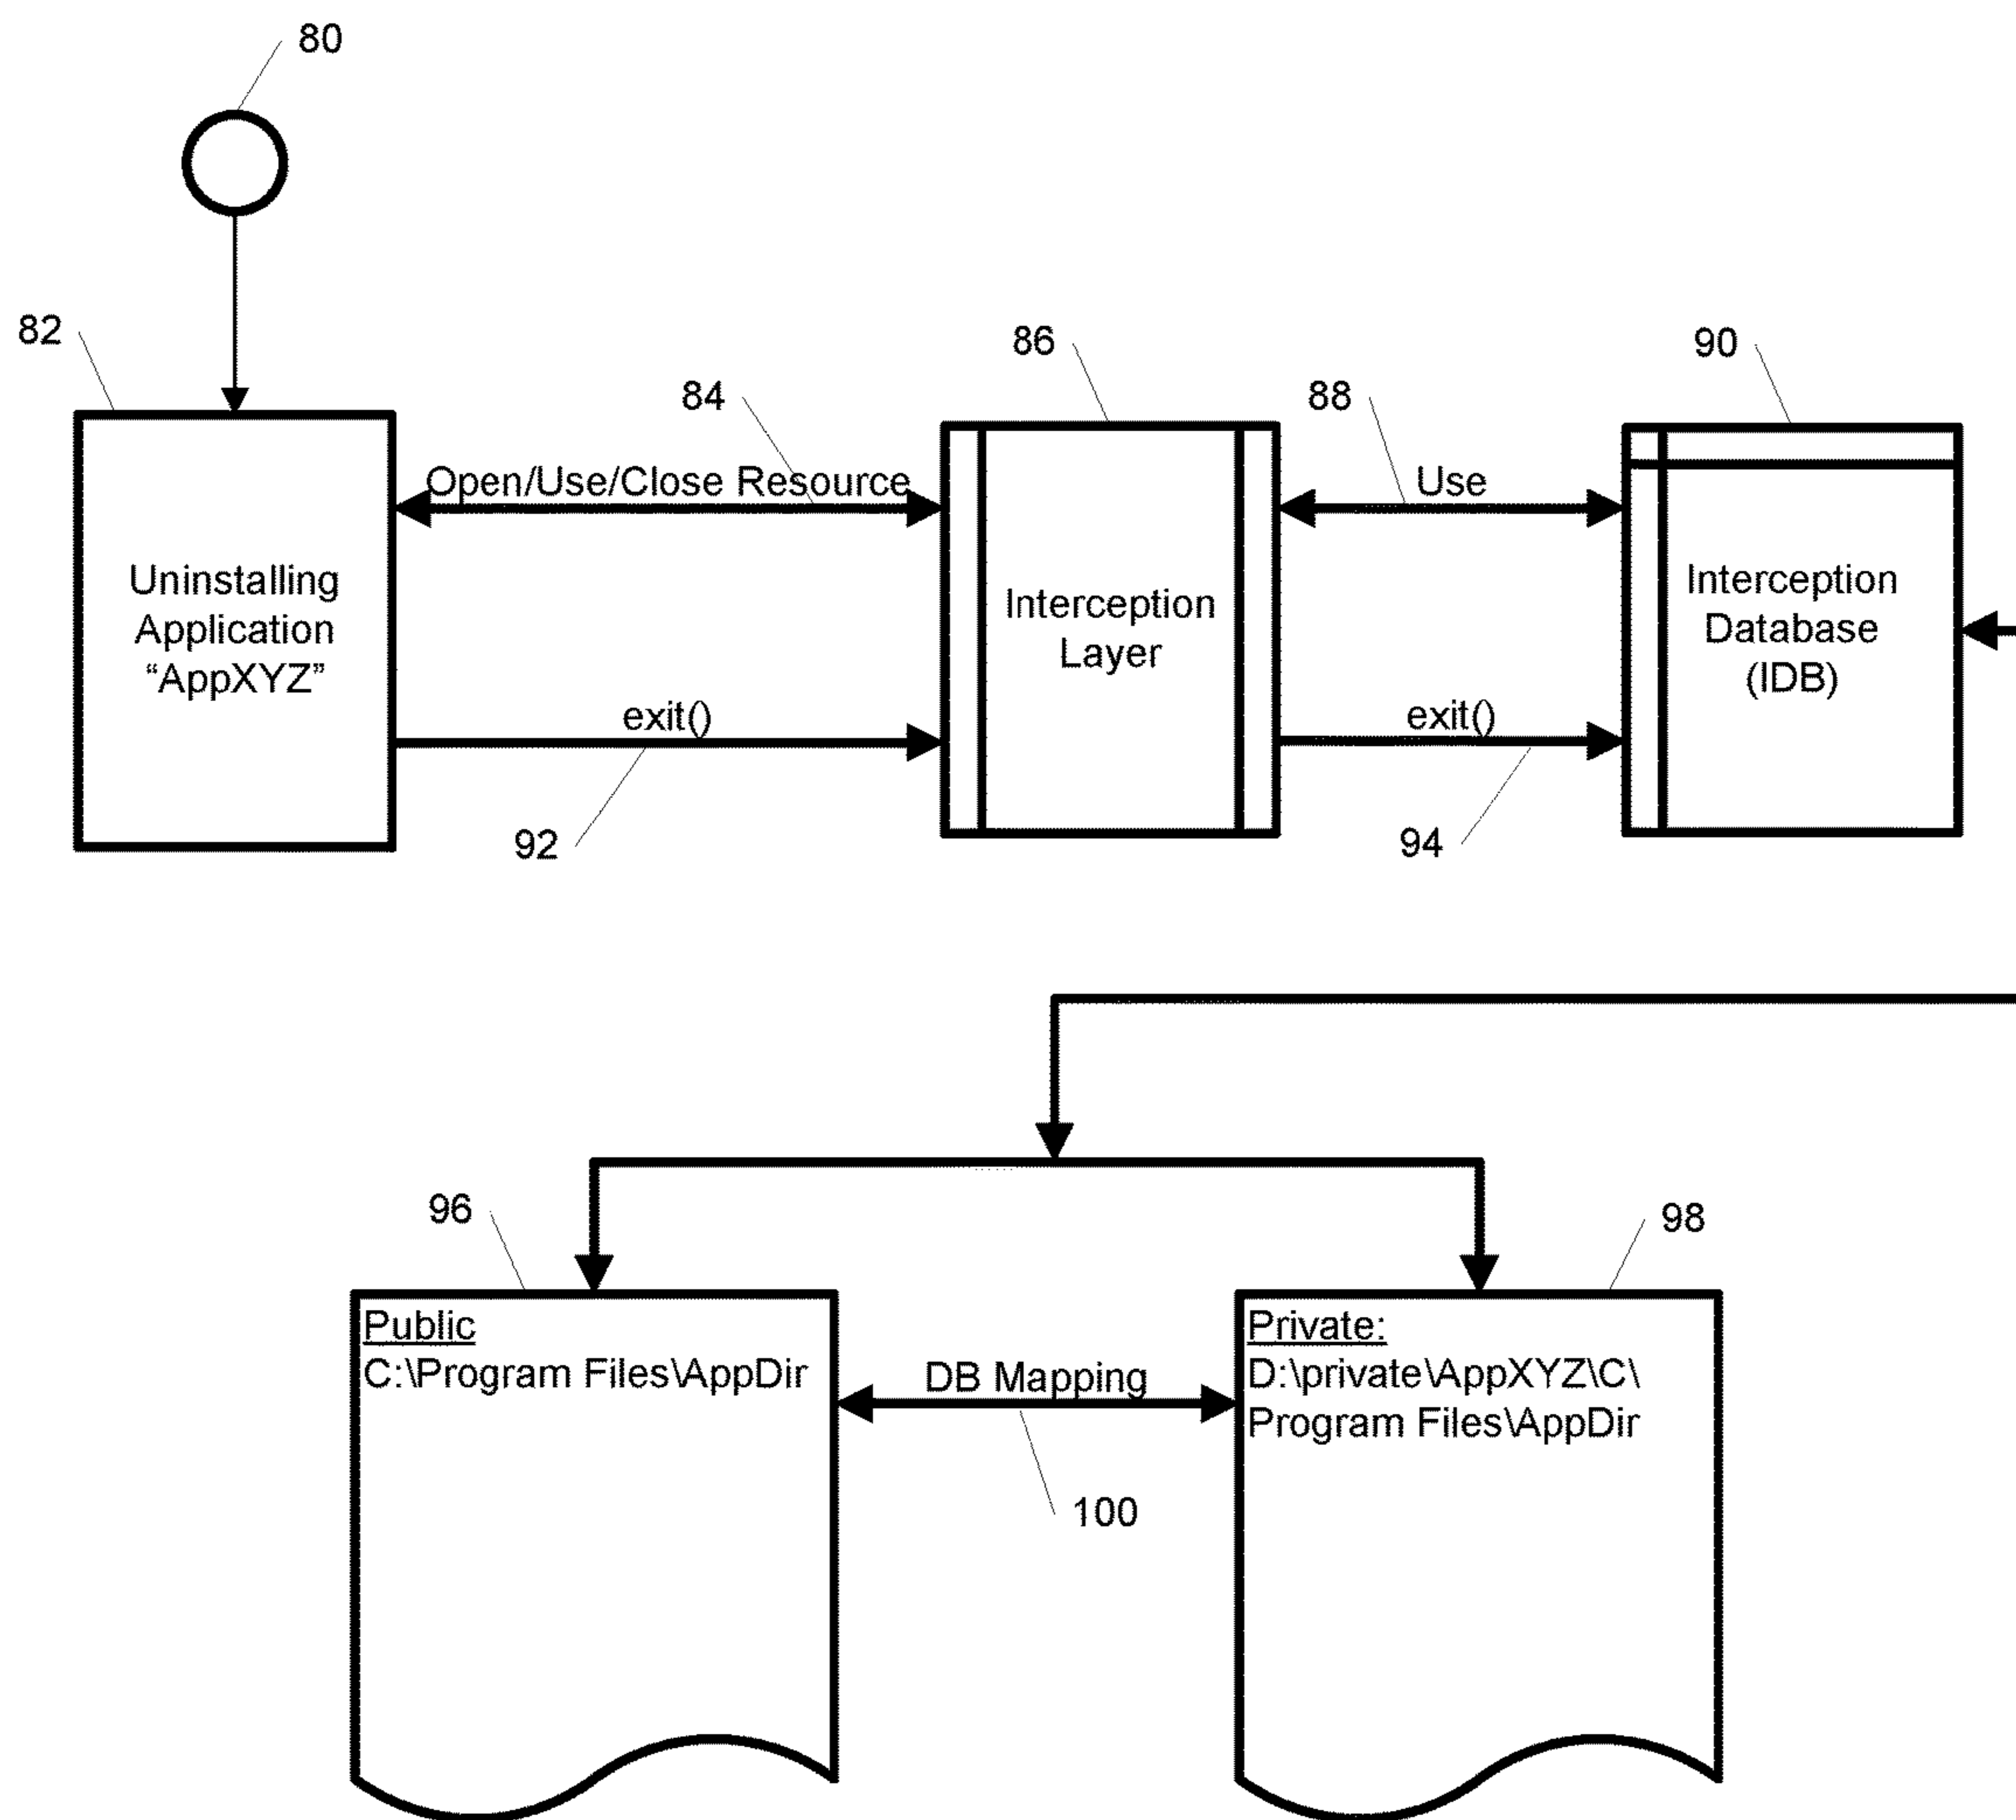 80
82
86
90
84
88
Open/Use/Close Resource
Use
Uninstalling
Application
“AppXYZ”
Interception
Layer
Interception
Database
(IDB)
exit()
exit()
92
94
96
98
Public
C:\Program Files\AppDir
DB Mapping
Private:
D:\private\AppXYZ\C\
Program Files\AppDir
100